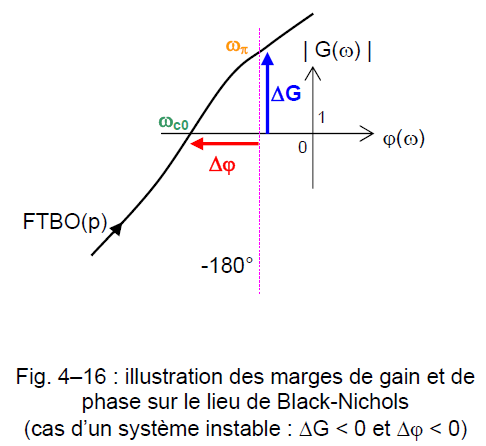 ωπ
| G(ω) |
ΔG
ωc0
1
φ(ω)
0
Δφ
FTBO(p)
-180°
Fig. 4–16 : illustration des marges de gain et de
phase sur le lieu de Black-Nichols
(cas d’un système instable : ΔG < 0 et Δφ < 0)